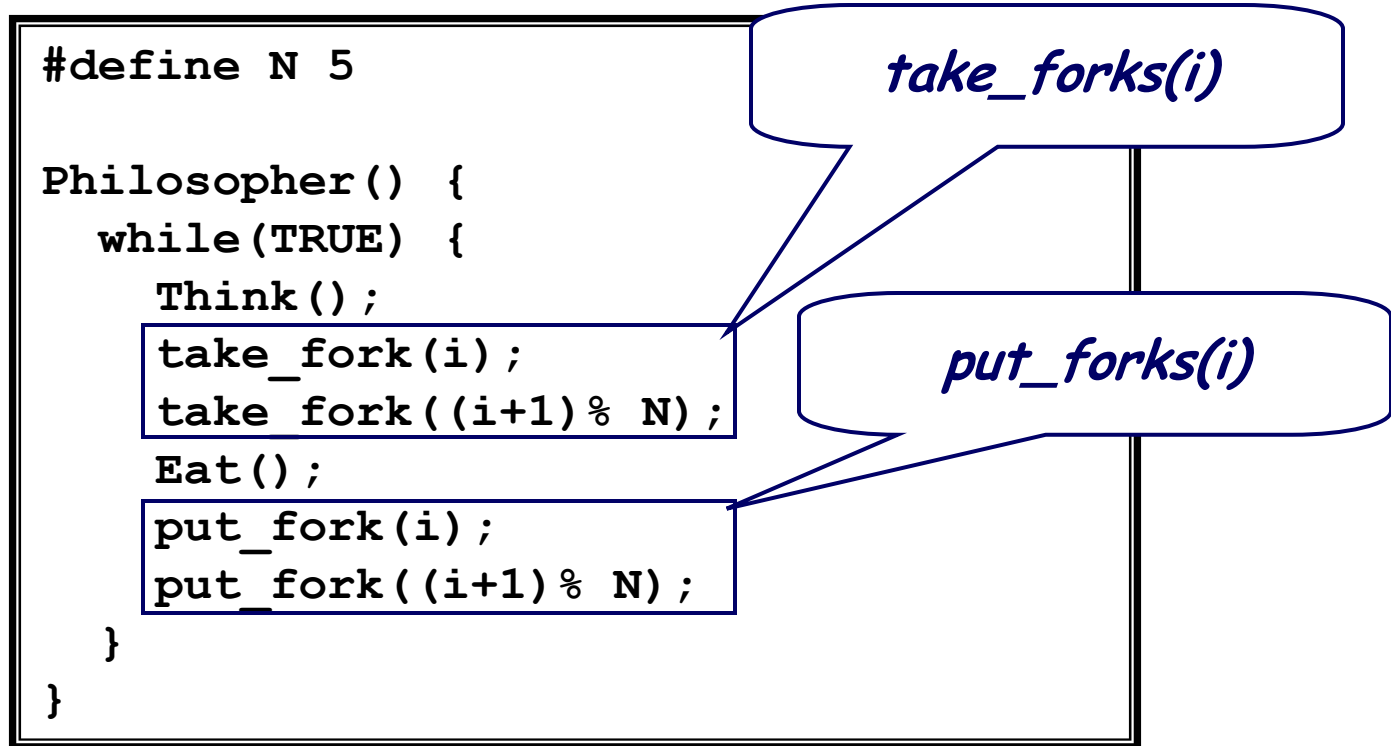 #define N 5
take_forks(i)
Philosopher() {
while(TRUE) {
Think();
take_fork(i);
take_fork((i+1)% N);
put_forks(i)
Eat();
put_fork(i);
put_fork((i+1)% N);
}
}